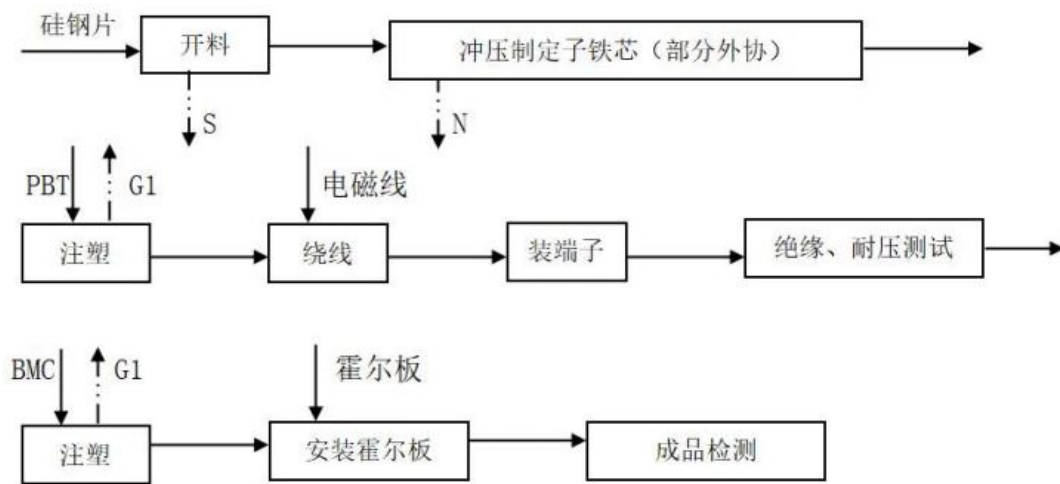 硅钢片
开料
冲压制定子铁芯（部分外协）
S
N
PBT
G1
电磁线
注塑
绕线
装端子
绝缘、耐压测试
BMC
G1
霍尔板
注塑
安装霍尔板
成品检测